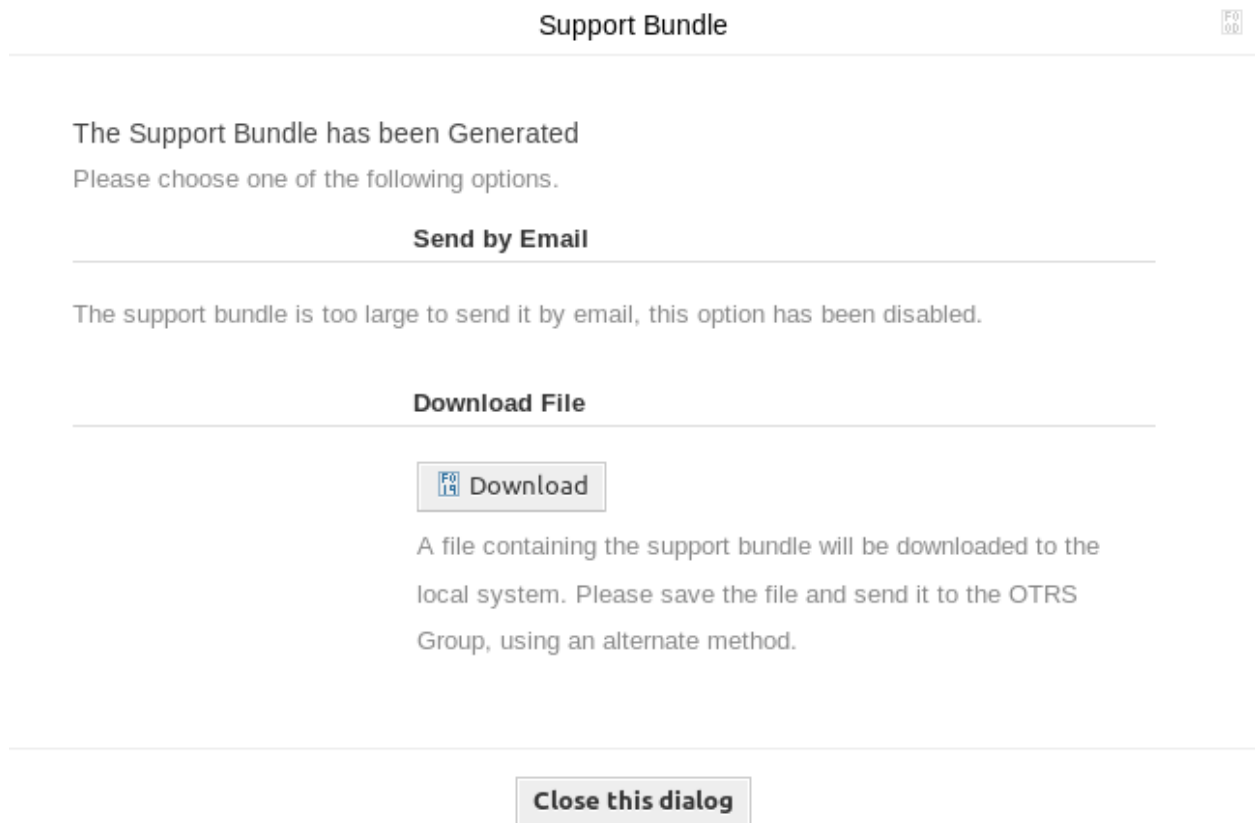 Support Bundle
The Support Bundle has been Generated
Please choose one of the following options.
Send by Email
The support bundle is too large to send it by email, this option has been disabled.
Download File
Download
A file containing the support bundle will be downloaded to the
local system. Please save the file and send it to the OTRS
Group, using an alternate method.
Close this dialog